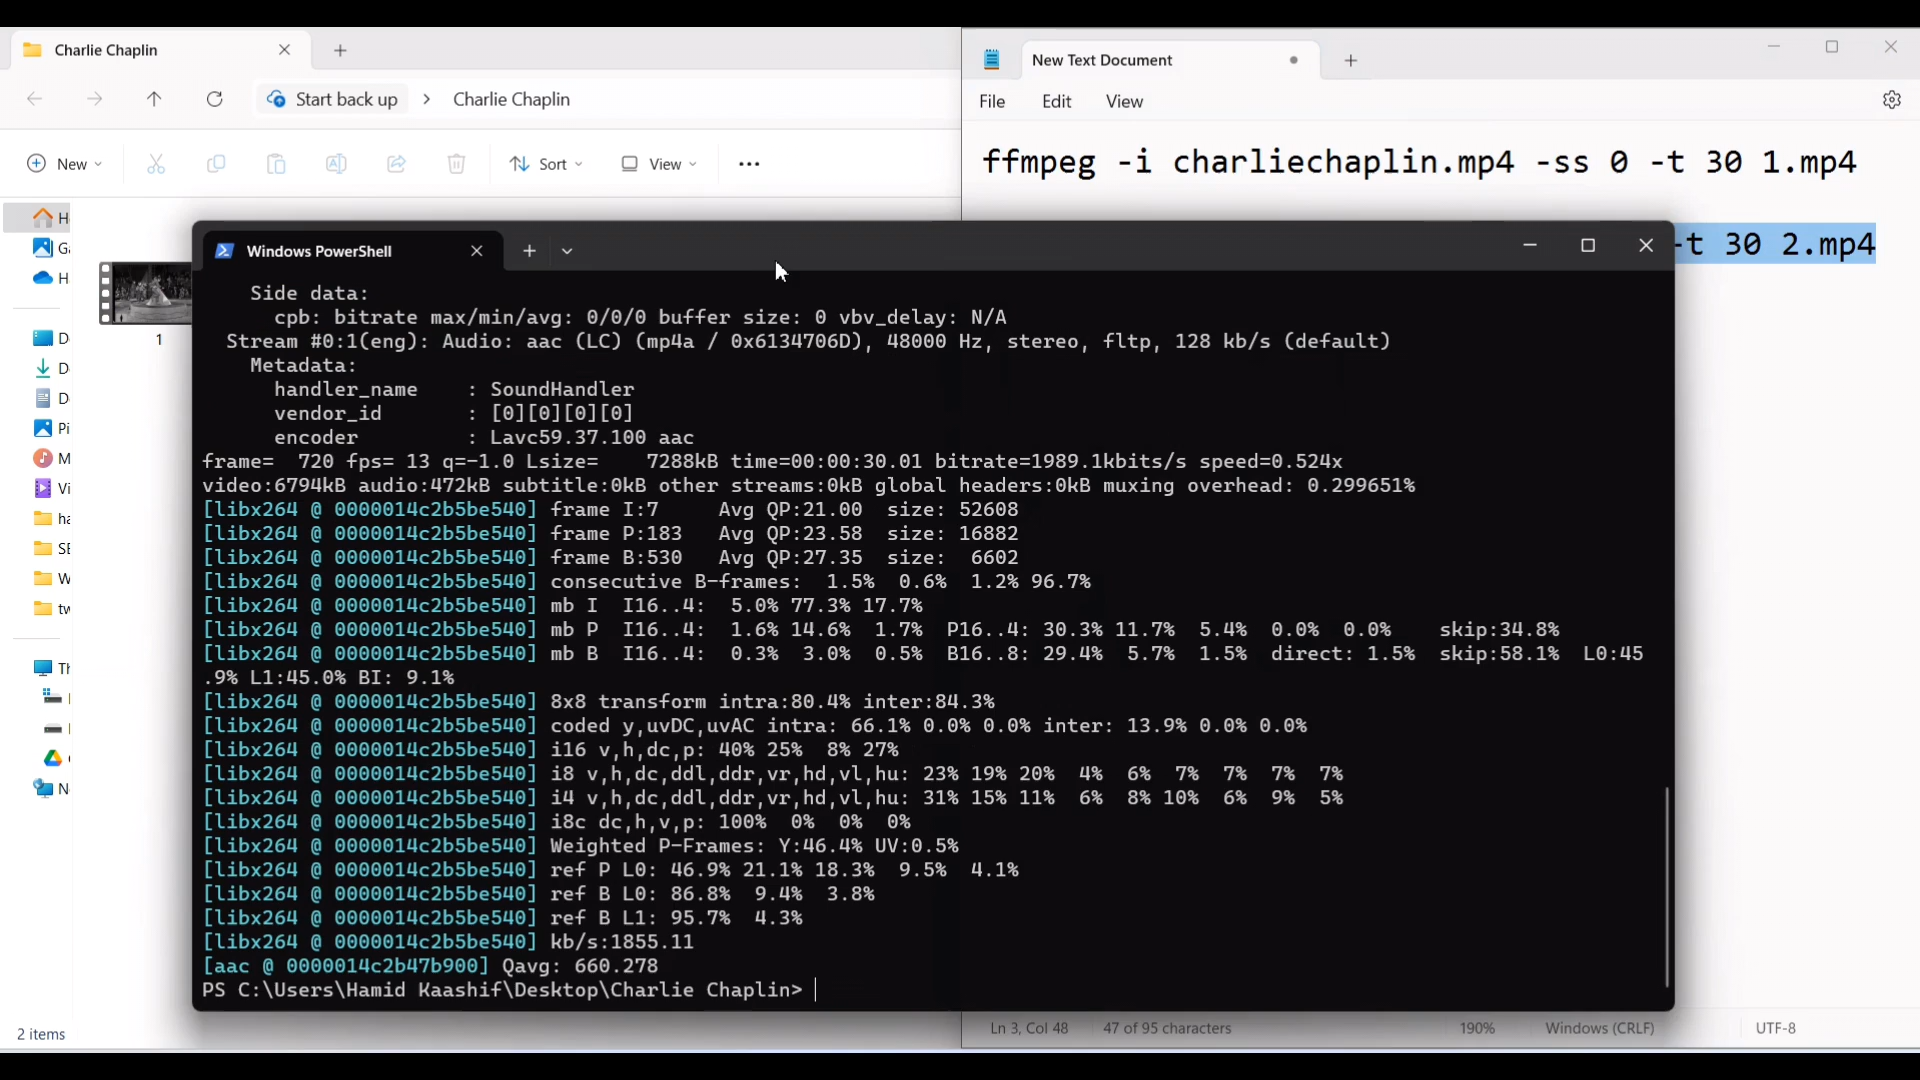 Charlie Chaplin
New Text Document
Start back up > Charlie Chaplin
File Edit View
New
Sort
View
ffmpeg -i charliechaplin.mp4 -ss 0 -t 30 1.mp4
-t 30 2.mp4
1
2 items
Windows PowerShell
Side data:
cpb: bitrate max/min/avg: 0/0/0 buffer size: 0 vbv_delay: N/A
Stream #0:1(eng): Audio: aac (LC) (mp4a / 0x6134706D), 48000 Hz, stereo, fltp, 128 kb/s (default)
Metadata:
handler_name : SoundHandler
vendor_id : [0][0][0][0]
encoder : Lavc59.37.100 aac
frame= 720 fps= 13 q=-1.0 Lsize= 7288kB time=00:00:30.01 bitrate=1989.1kbits/s speed=0.524x
video:6794kB audio:472kB subtitle:0kB other streams:0kB global headers:0kB muxing overhead: 0.299651%
[libx264 @ 0000014c2b5be540] frame I:7 Avg QP:21.00 size: 52608
[libx264 @ 0000014c2b5be540] frame P:183 Avg QP:23.58 size: 16882
[libx264 @ 0000014c2b5be540] frame B:530 Avg QP:27.35 size: 6602
[libx264 @ 0000014c2b5be540] consecutive B-frames: 1.5% 0.6% 1.2% 96.7%
[libx264 @ 0000014c2b5be540] mb I I16..4: 5.0% 77.3% 17.7%
[libx264 @ 0000014c2b5be540] mb P I16..4: 1.6% 14.6% 1.7% P16..4: 30.3% 11.7% 5.4% 0.0% 0.0% skip:34.8%
[libx264 @ 0000014c2b5be540] mb B I16..4: 0.3% 3.0% 0.5% B16..8: 29.4% 5.7% 1.5% direct: 1.5% skip:58.1% L0:45
.9% L1:45.0% BI: 9.1%
[libx264 @ 0000014c2b5be540] 8x8 transform intra:80.4% inter:84.3%
[libx264 @ 0000014c2b5be540] coded y,uvDC,uvAC intra: 66.1% 0.0% 0.0% inter: 13.9% 0.0% 0.0%
[libx264 @ 0000014c2b5be540] i16 v,h,dc,p: 40% 25% 8% 27%
[libx264 @ 0000014c2b5be540] i8 v,h,dc,ddl,ddr,vr,hd,vl,hu: 23% 19% 20% 4% 6% 7% 7% 7% 7%
[libx264 @ 0000014c2b5be540] i4 v,h,dc,ddl,ddr,vr,hd,vl,hu: 31% 15% 11% 6% 8% 10% 6% 9% 5%
[libx264 @ 0000014c2b5be540] i8c dc,h,v,p: 100% 0% 0% 0%
[libx264 @ 0000014c2b5be540] Weighted P-Frames: Y:46.4% UV:0.5%
[libx264 @ 0000014c2b5be540] ref P L0: 46.9% 21.1% 18.3% 9.5% 4.1%
[libx264 @ 0000014c2b5be540] ref B L0: 86.8% 9.4% 3.8%
[libx264 @ 0000014c2b5be540] ref B L1: 95.7% 4.3%
[libx264 @ 0000014c2b5be540] kb/s:1855.11
[aac @ 0000014c2b47b900] Qavg: 660.278
PS C:\Users\Hamid Kaashif\Desktop\Charlie Chaplin>
Ln 3, Col 48 47 of 95 characters 190% Windows (CRLF) UTF-8